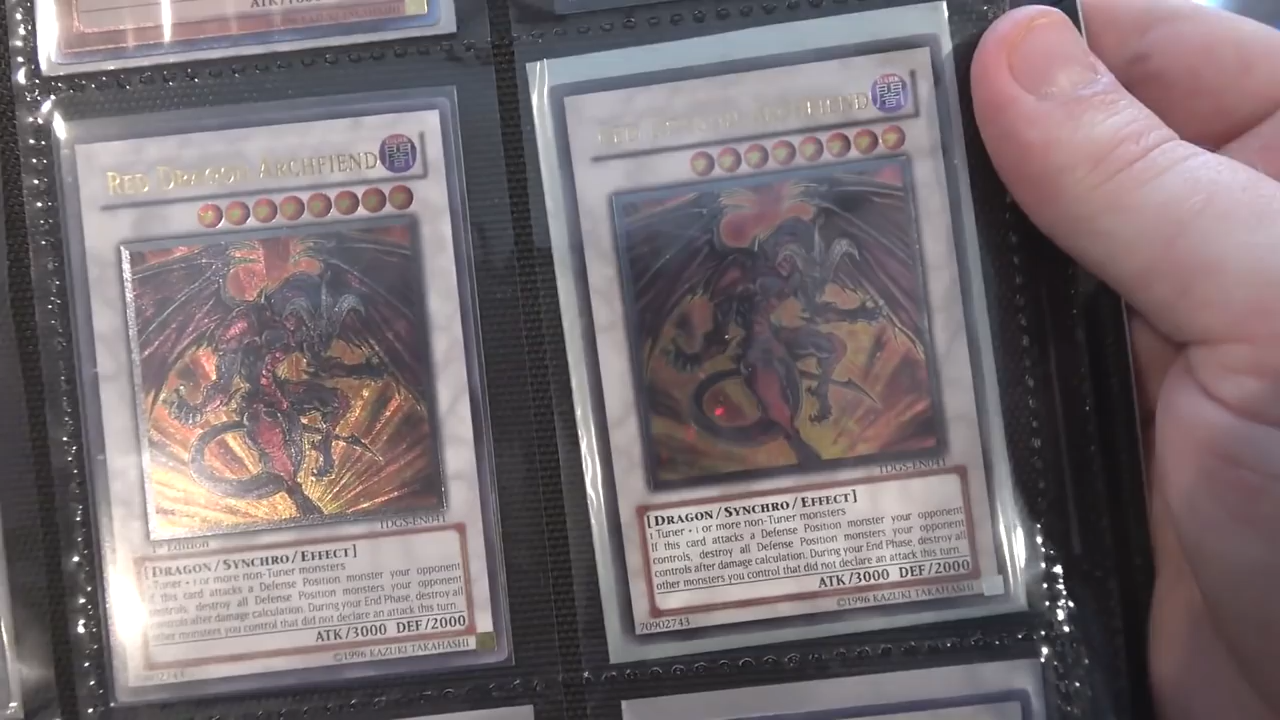 RED DRAGON ARCHFIEND
DARK
闇
TDGS-EN041
1st Edition
[DRAGON/SYNCHRO/EFFECT]
Tuner + 1 or more non-Tuner monsters
If this card attacks a Defense Position monster your opponent
controls, destroy all Defense Position monsters your opponent
controls after damage calculation. During your End Phase, destroy all
other monsters you control that did not declare an attack this turn.
ATK/3000 DEF/2000
©1996 KAZUKI TAKAHASHI
RED DRAGON ARCHFIEND
DARK
闇
TDGS-EN041
[DRAGON/SYNCHRO/EFFECT]
1 Tuner + 1 or more non-Tuner monsters
If this card attacks a Defense Position monster your opponent
controls, destroy all Defense Position monsters your opponent
controls after damage calculation. During your End Phase, destroy all
other monsters you control that did not declare an attack this turn.
ATK/3000 DEF/2000
©1996 KAZUKI TAKAHASHI
70902743